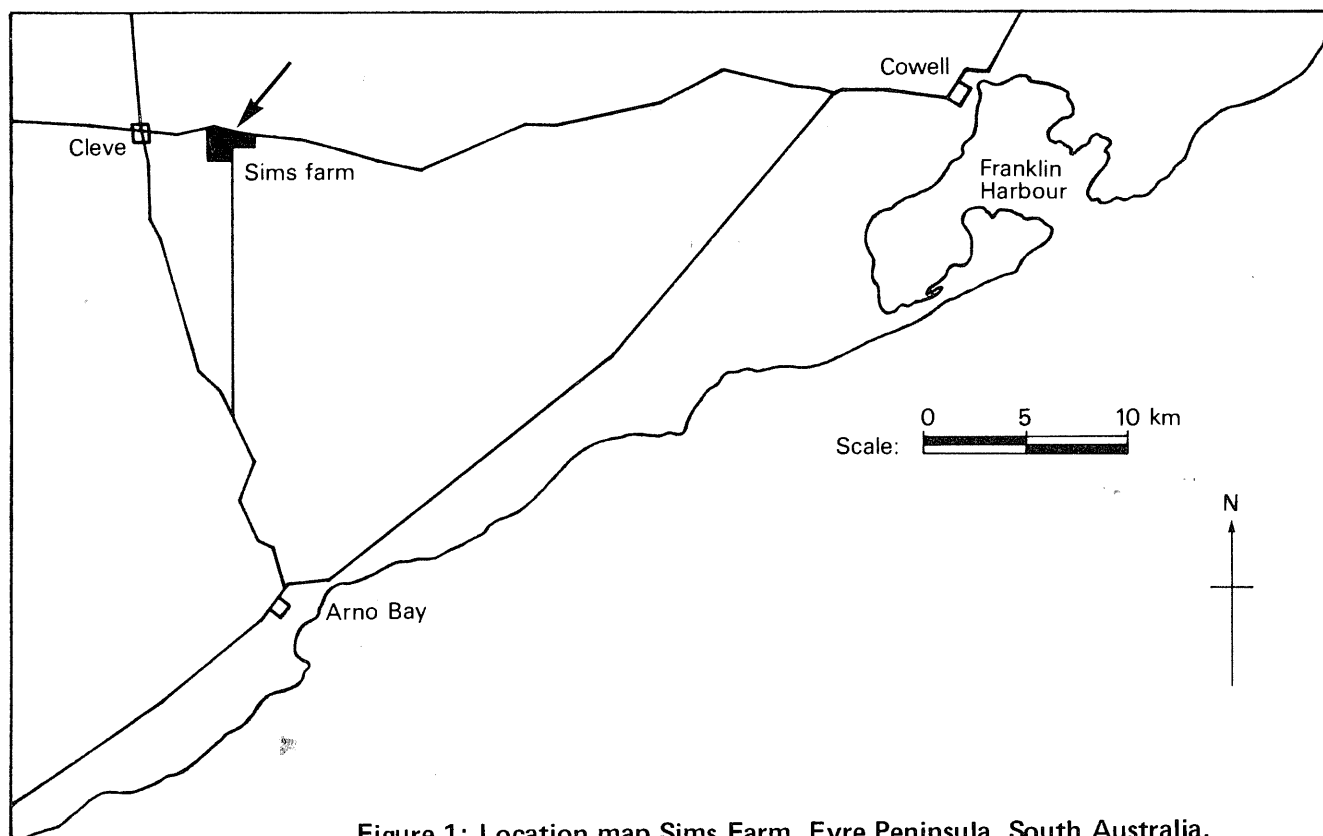 Cowell
Cleve
Sims farm
Franklin
Harbour
0 5 10 km
Scale:
N
Arno Bay
Figure 1: Location map Sims Farm, Eyre Peninsula, South Australia.